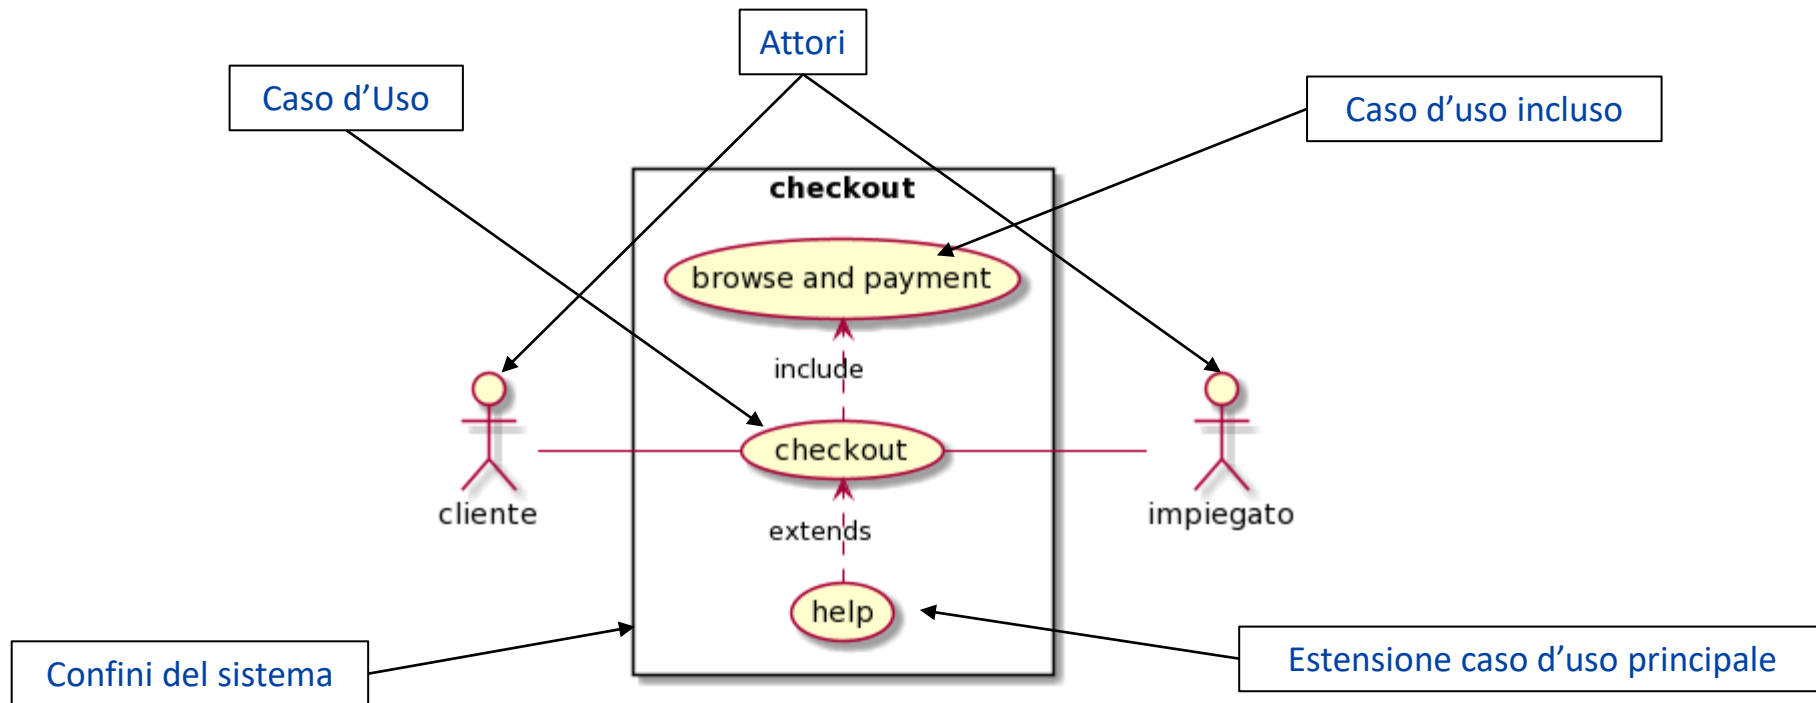 Attori
Caso d’Uso
Caso d’uso incluso
checkout
browse and payment
include
checkout
cliente
impiegato
extends
help
Confini del sistema
Estensione caso d’uso principale